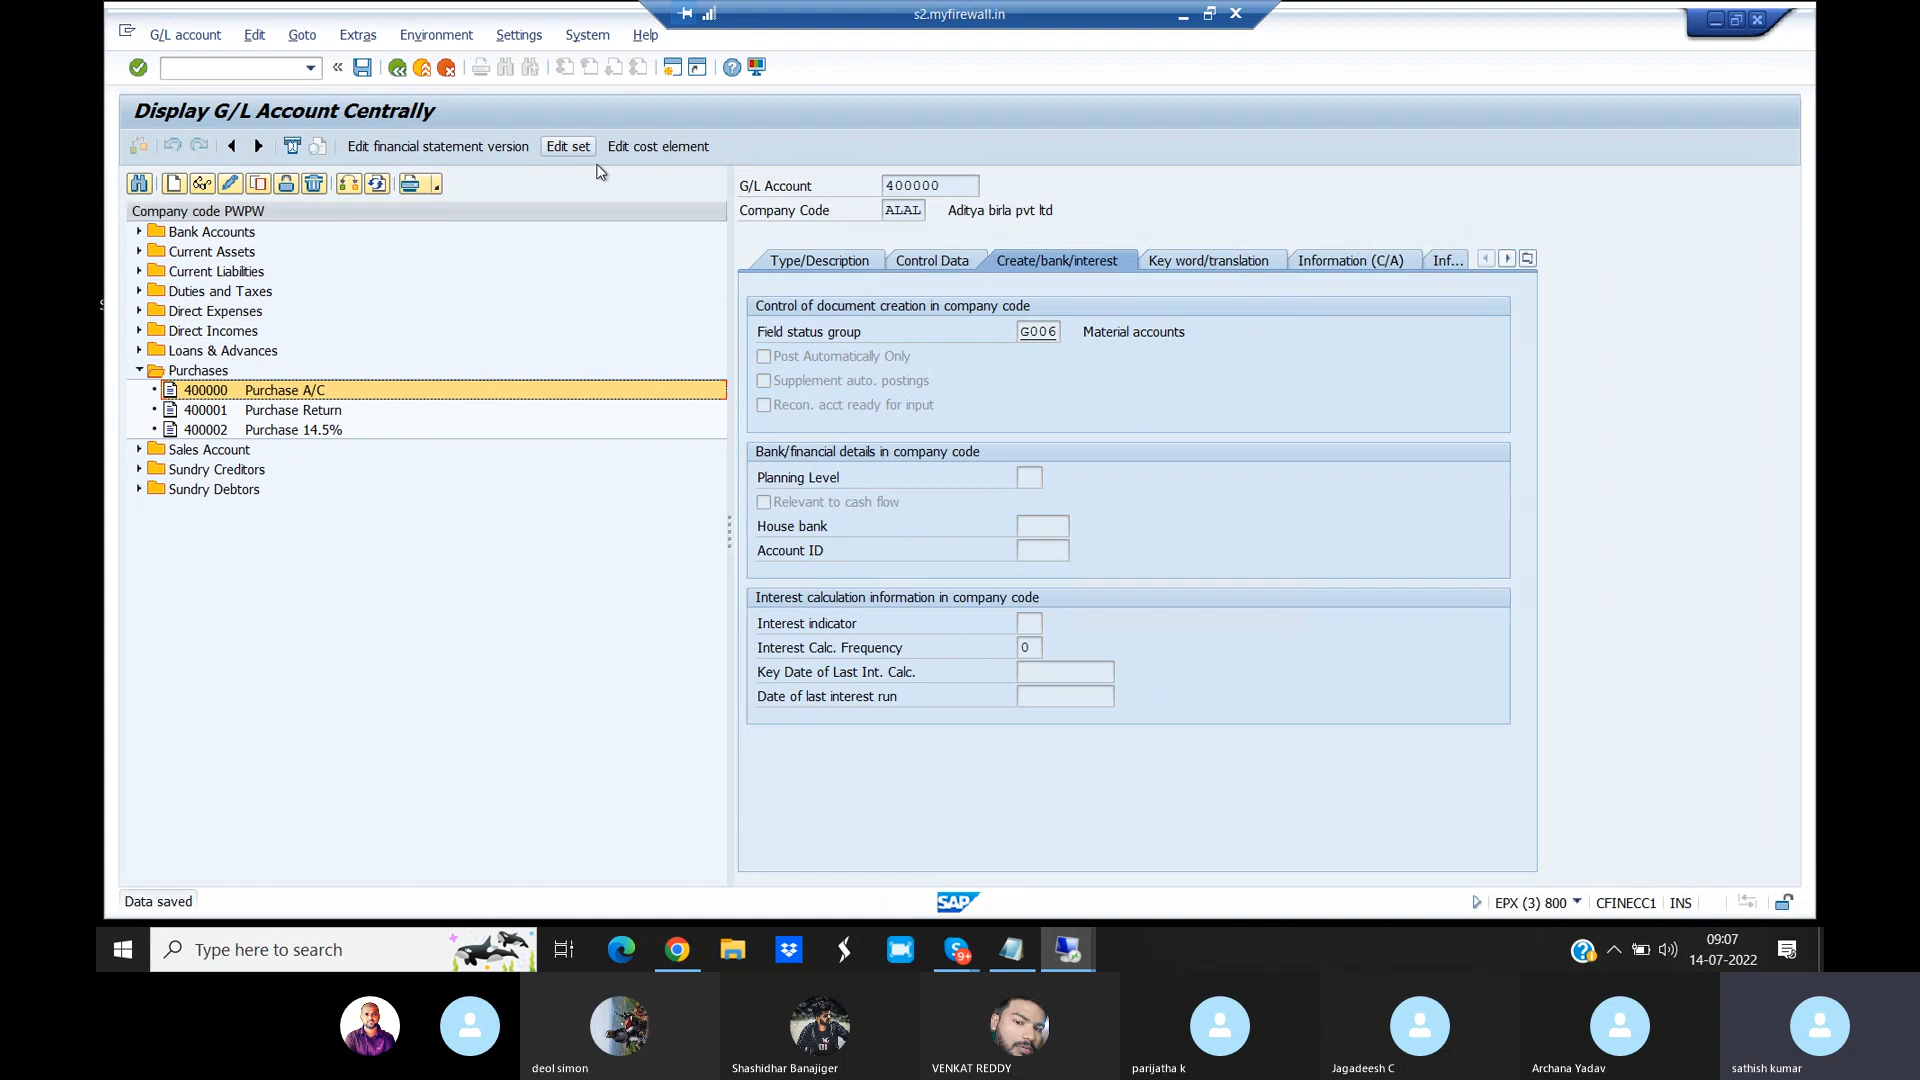 s2.myfirewall.in
G/L account Edit Goto Extras Environment Settings System Help
Display G/L Account Centrally
Edit financial statement version Edit set Edit cost element
Company code PWPW
Bank Accounts
Current Assets
Current Liabilities
Duties and Taxes
Direct Expenses
Direct Incomes
Loans & Advances
Purchases
400000 Purchase A/C
400001 Purchase Return
400002 Purchase 14.5%
Sales Account
Sundry Creditors
Sundry Debtors
G/L Account 400000
Company Code ALAL Aditya birla pvt ltd
Type/Description Control Data Create/bank/interest Key word/translation Information (C/A) Inf...
Control of document creation in company code
Field status group G006 Material accounts
Post Automatically Only
Supplement auto. postings
Recon. acct ready for input
Bank/financial details in company code
Planning Level
Relevant to cash flow
House bank
Account ID
Interest calculation information in company code
Interest indicator
Interest Calc. Frequency 0
Key Date of Last Int. Calc.
Date of last interest run
Data saved
SAP
EPX (3) 800 CFINECC1 INS
Type here to search
9+
09:07
14-07-2022
deol simon Shashidhar Banajiger VENKAT REDDY parijatha k Jagadeesh C Archana Yadav sathish kumar